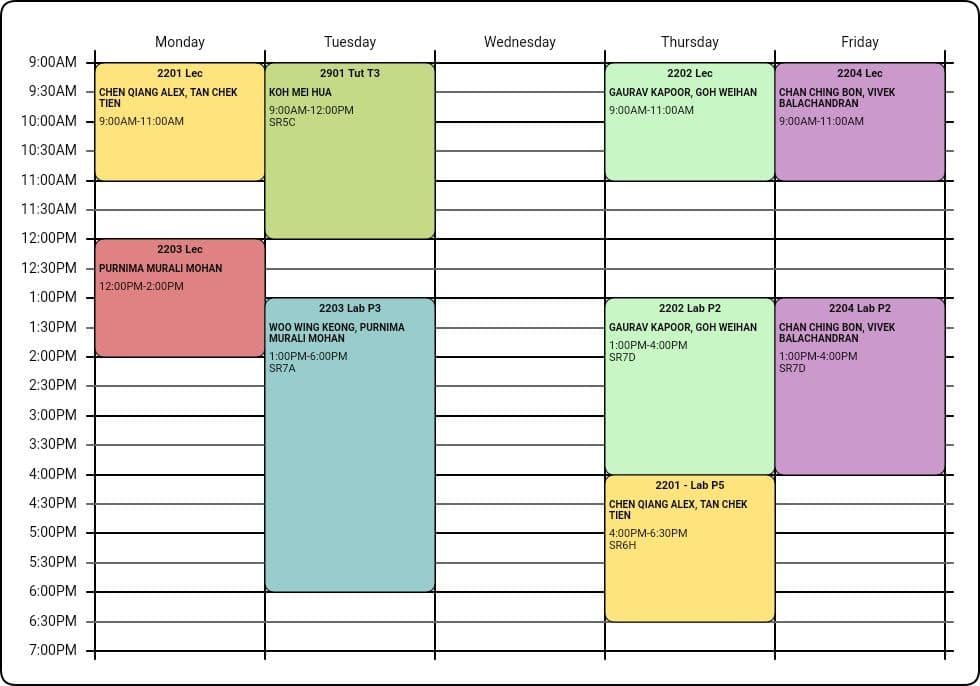 Monday
Tuesday
Wednesday
Thursday
Friday
9:00AM
9:30AM
10:00AM
10:30AM
11:00AM
11:30AM
12:00PM
12:30PM
1:00PM
1:30PM
2:00PM
2:30PM
3:00PM
3:30PM
4:00PM
4:30PM
5:00PM
5:30PM
6:00PM
6:30PM
7:00PM
2201 Lec
CHEN QIANG ALEX, TAN CHEK
TIEN
9:00AM-11:00AM
2203 Lec
PURNIMA MURALI MOHAN
12:00PM-2:00PM
2901 Tut T3
KOH MEI HUA
9:00AM-12:00PM
SR5C
2203 Lab P3
WOO WING KEONG, PURNIMA
MURALI MOHAN
1:00PM-6:00PM
SR7A
2202 Lec
GAURAV KAPOOR, GOH WEIHAN
9:00AM-11:00AM
2202 Lab P2
GAURAV KAPOOR, GOH WEIHAN
1:00PM-4:00PM
SR7D
2201 - Lab P5
CHEN QIANG ALEX, TAN CHEK
TIEN
4:00PM-6:30PM
SR6H
2204 Lec
CHAN CHING BON, VIVEK
BALACHANDRAN
9:00AM-11:00AM
2204 Lab P2
CHAN CHING BON, VIVEK
BALACHANDRAN
1:00PM-4:00PM
SR7D